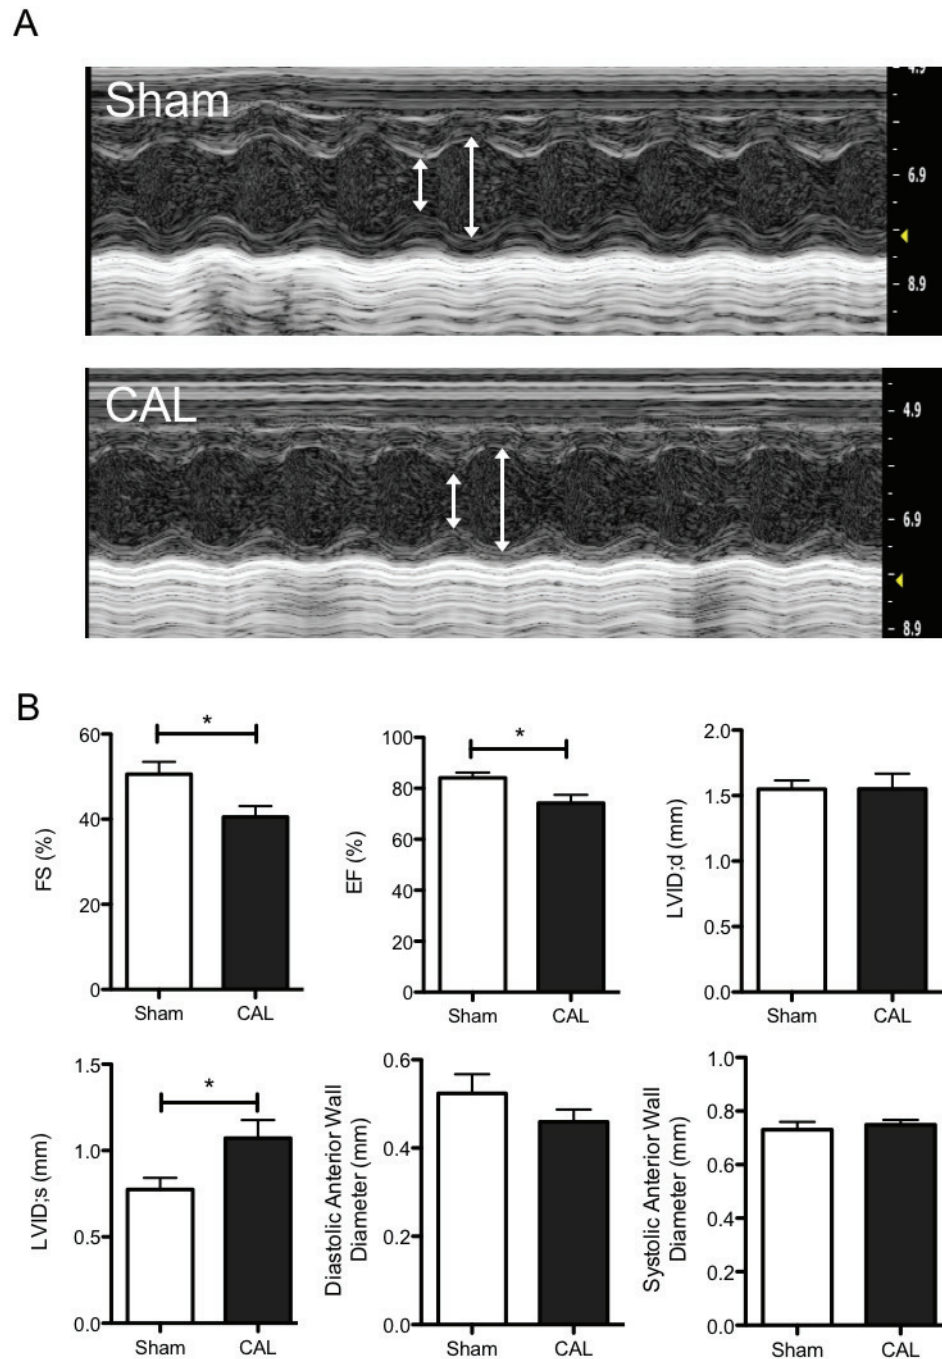 A
Sham
4.9
6.9
8.9
CAL
4.9
6.9
8.9
B
60
40
20
0
FS (%)
*
Sham
CAL
100
80
60
40
20
0
EF (%)
*
Sham
CAL
2.0
1.5
1.0
0.5
0.0
LVID;d (mm)
Sham
CAL
1.5
1.0
0.5
0.0
LVID;s (mm)
*
Sham
CAL
0.6
0.4
0.2
0.0
Diastolic Anterior Wall
Diameter (mm)
Sham
CAL
1.0
0.8
0.6
0.4
0.2
0.0
Systolic Anterior Wall
Diameter (mm)
Sham
CAL